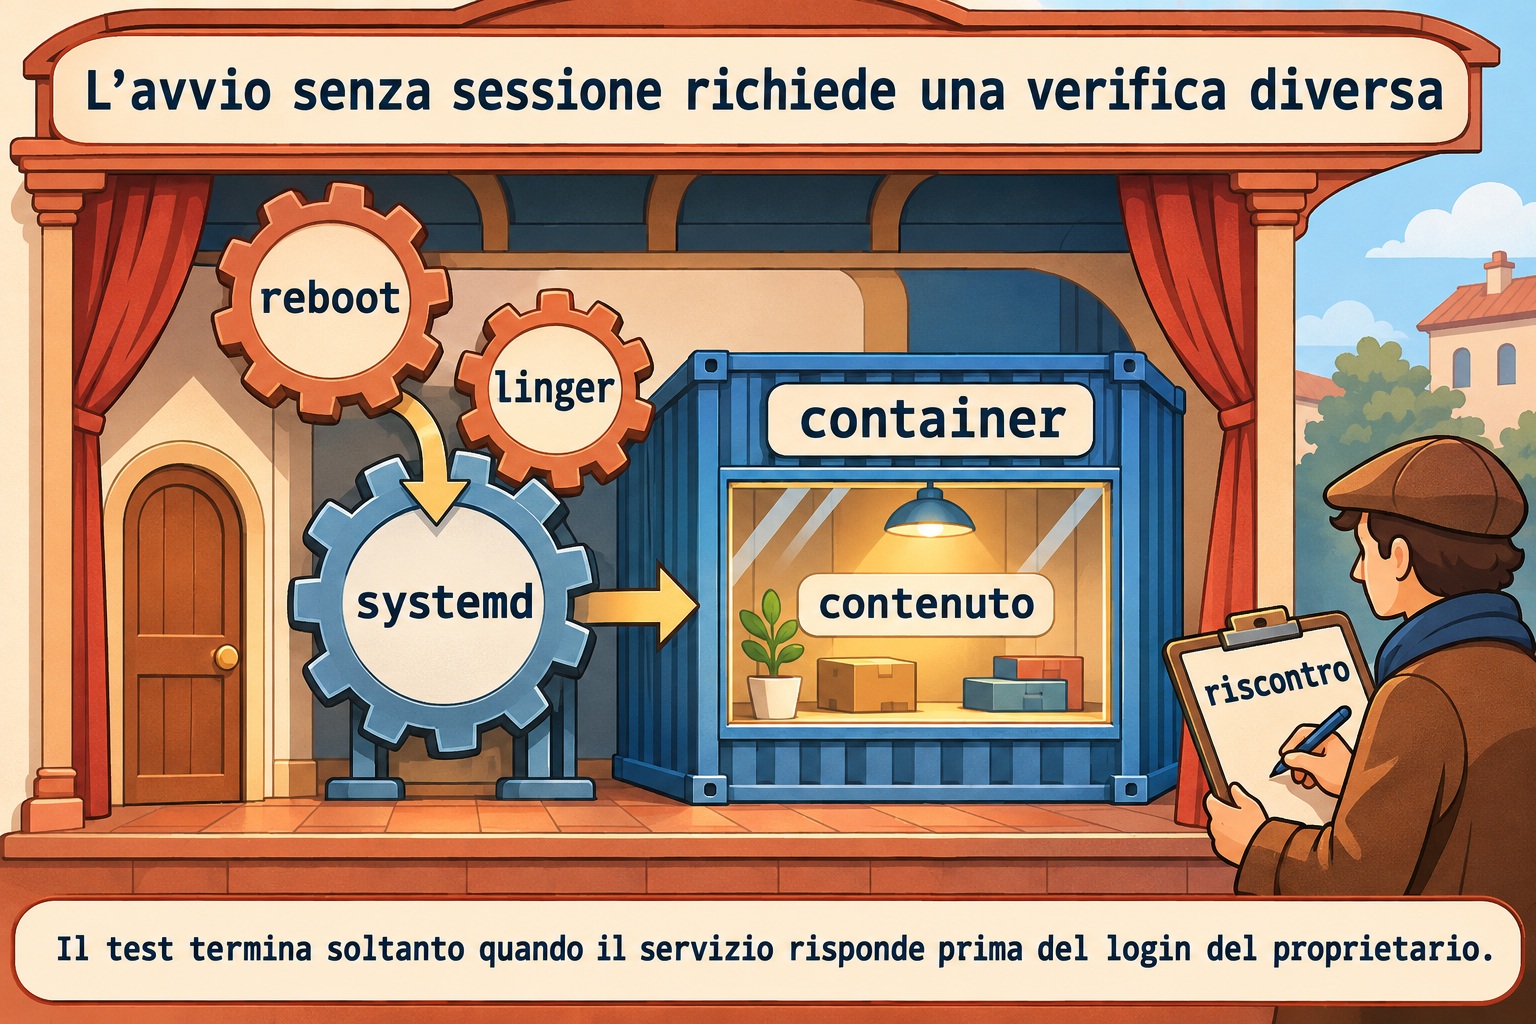 L'avvio senza sessione richiede una verifica diversa
reboot
linger
container
systemd
contenuto
riscontro
Il test termina soltanto quando il servizio risponde prima del login del proprietario.